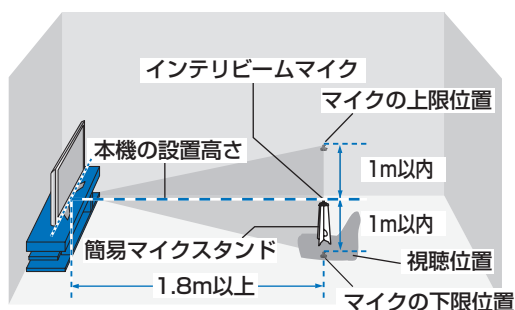 インテリビームマイク
マイクの上限位置
本機の設置高さ
1m以内
1m以内
簡易マイクスタンド
視聴位置
1.8m以上
マイクの下限位置